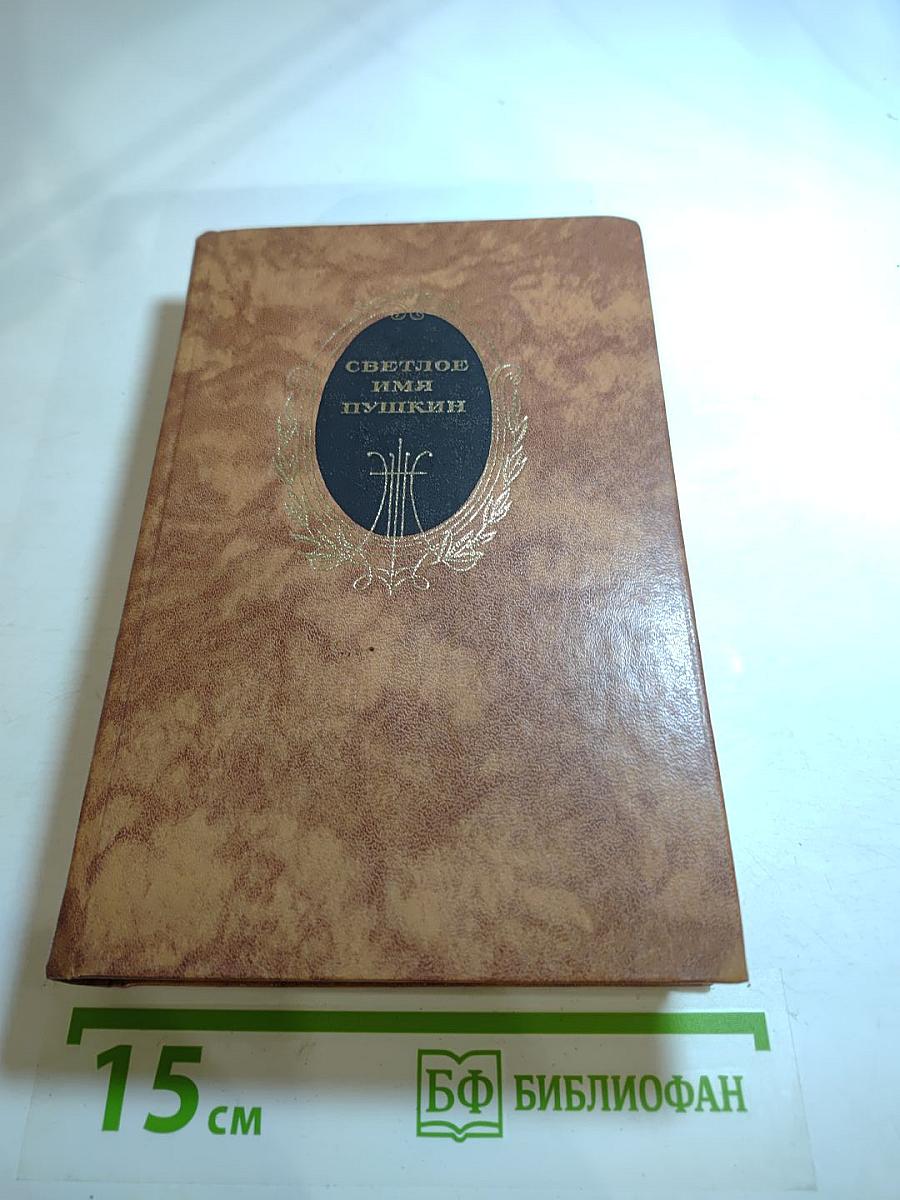 СВЕТЛОЕ
ИМЯ
ПУШКИН
15 см
БФ БИБЛИОФАН